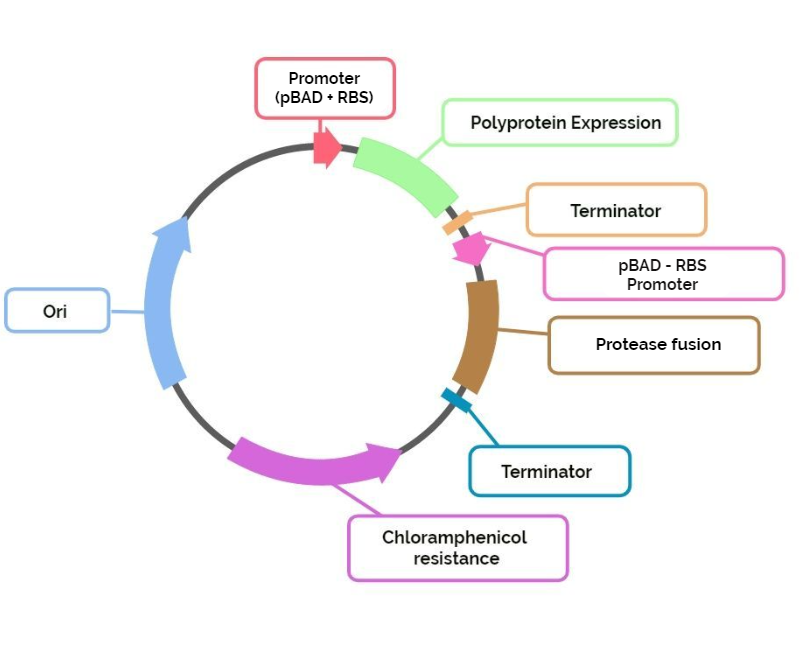 Promoter
(pBAD + RBS)
Polyprotein Expression
Terminator
pBAD - RBS
Promoter
Protease fusion
Terminator
Chloramphenicol
resistance
Ori